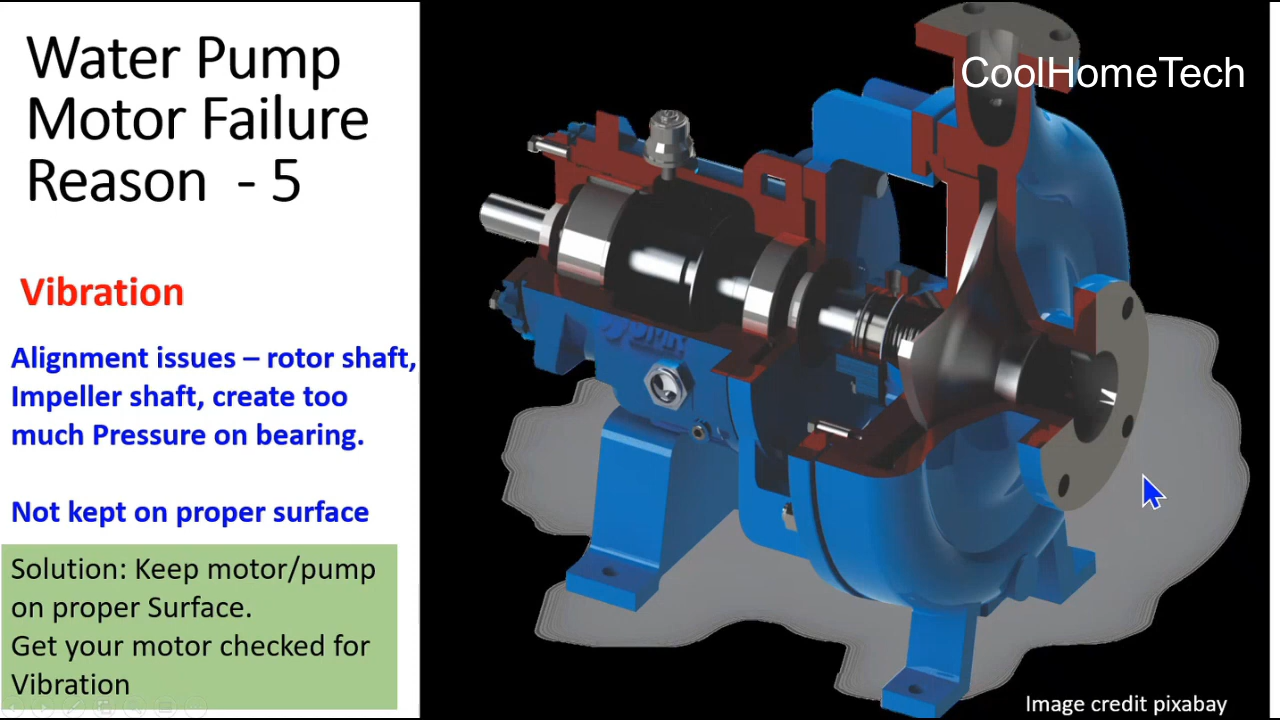 Water Pump
Motor Failure
Reason - 5
Vibration
Alignment issues – rotor shaft,
Impeller shaft, create too
much Pressure on bearing.
Not kept on proper surface
Solution: Keep motor/pump
on proper Surface.
Get your motor checked for
Vibration
CoolHomeTech
Image credit pixabay